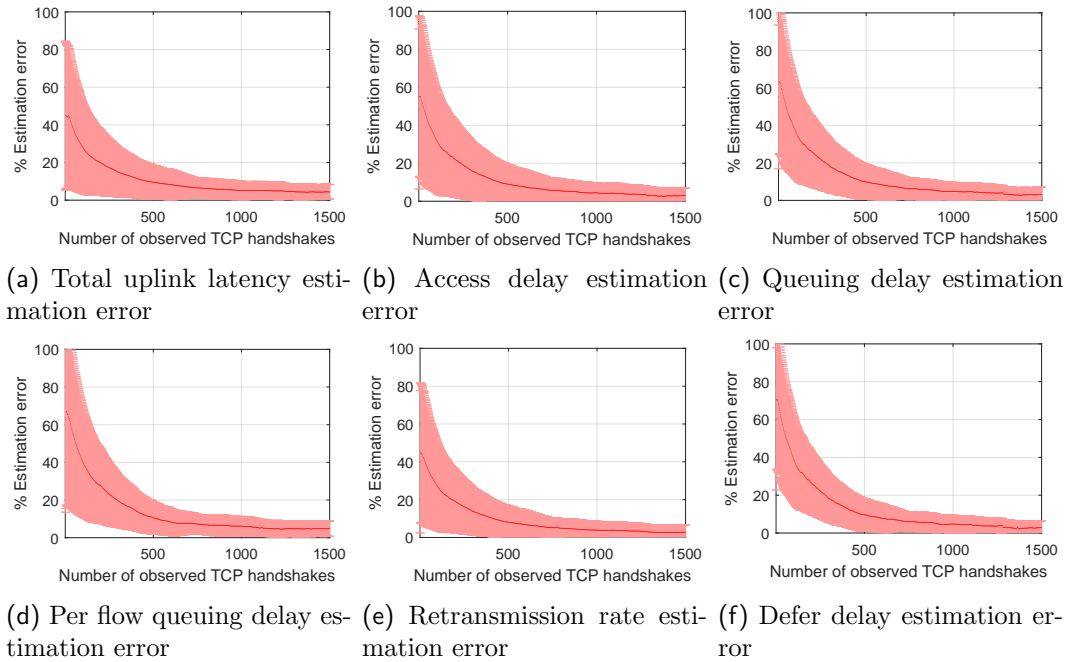 100
80
60
40
20
0
% Estimation error
500
1000
1500
Number of observed TCP handshakes
(a) Total uplink latency esti-
mation error
100
80
60
40
20
0
% Estimation error
500
1000
1500
Number of observed TCP handshakes
(b) Access delay estimation
error
100
80
60
40
20
0
% Estimation error
500
1000
1500
Number of observed TCP handshakes
(c) Queuing delay estimation
error
100
80
60
40
20
0
% Estimation error
500
1000
1500
Number of observed TCP handshakes
(d) Per flow queuing delay es-
timation error
100
80
60
40
20
0
% Estimation error
500
1000
1500
Number of observed TCP handshakes
(e) Retransmission rate esti-
mation error
100
80
60
40
20
0
% Estimation error
500
1000
1500
Number of observed TCP handshakes
(f) Defer delay estimation er-
ror